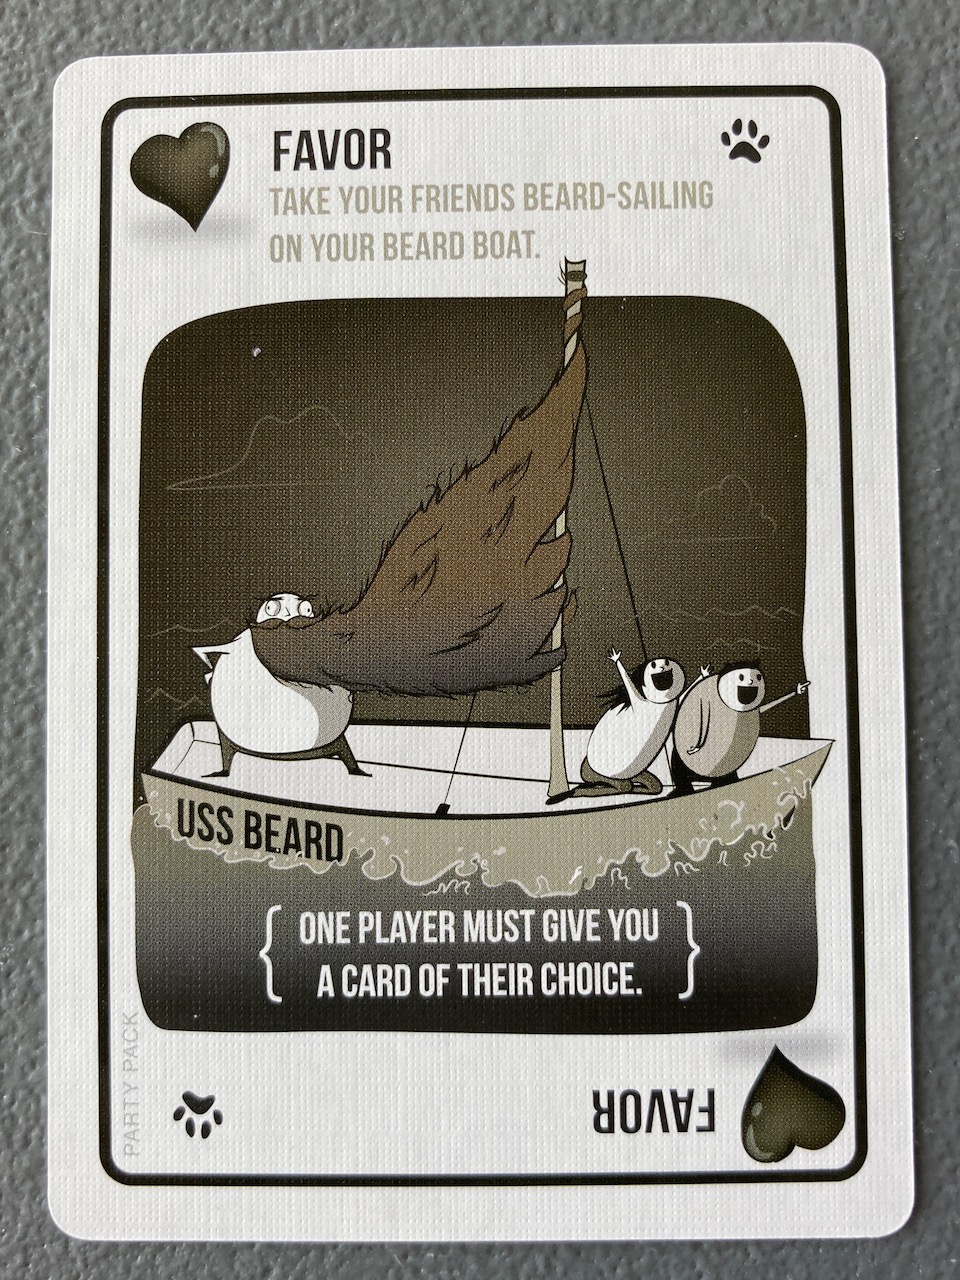 FAVOR
TAKE YOUR FRIENDS BEARD-SAILING
ON YOUR BEARD BOAT.
USS BEARD
{ ONE PLAYER MUST GIVE YOU
A CARD OF THEIR CHOICE. }
PARTY PACK
FAVOR